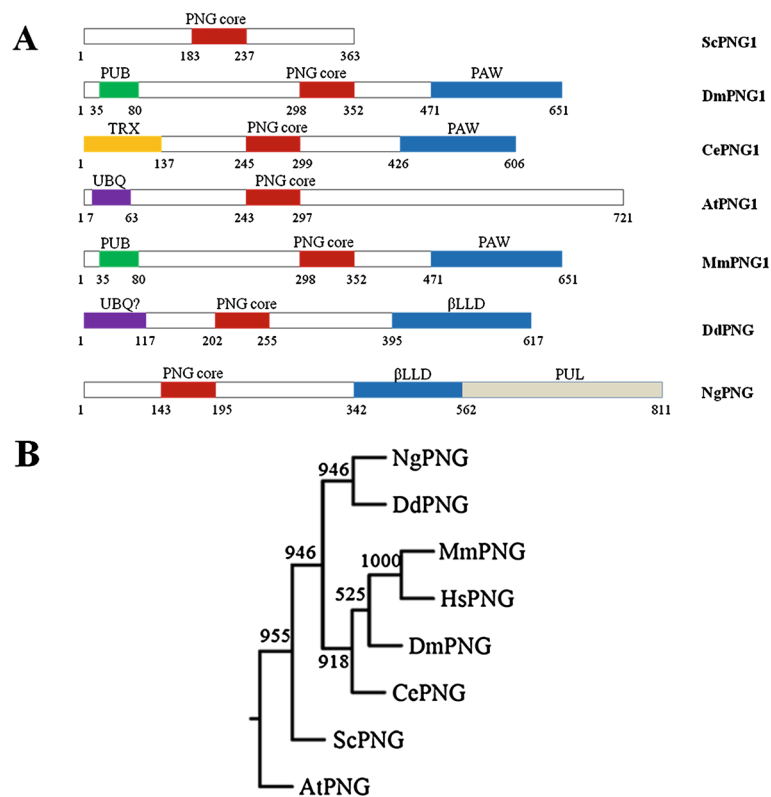 A
PNG core
ScPNG1
1 183 237 363
PUB PNG core PAW
DmPNG1
1 35 80 298 352 471 651
TRX PNG core PAW
CePNG1
1 137 245 299 426 606
UBQ PNG core
AtPNG1
1 7 63 243 297 721
PUB PNG core PAW
MmPNG1
1 35 80 298 352 471 651
UBQ? PNG core βLLD
DdPNG
1 117 202 255 395 617
PNG core βLLD PUL
NgPNG
1 143 195 342 562 811
B
NgPNG
946
DdPNG
MmPNG
946 1000
525 HsPNG
955 DmPNG
918
CePNG
ScPNG
AtPNG